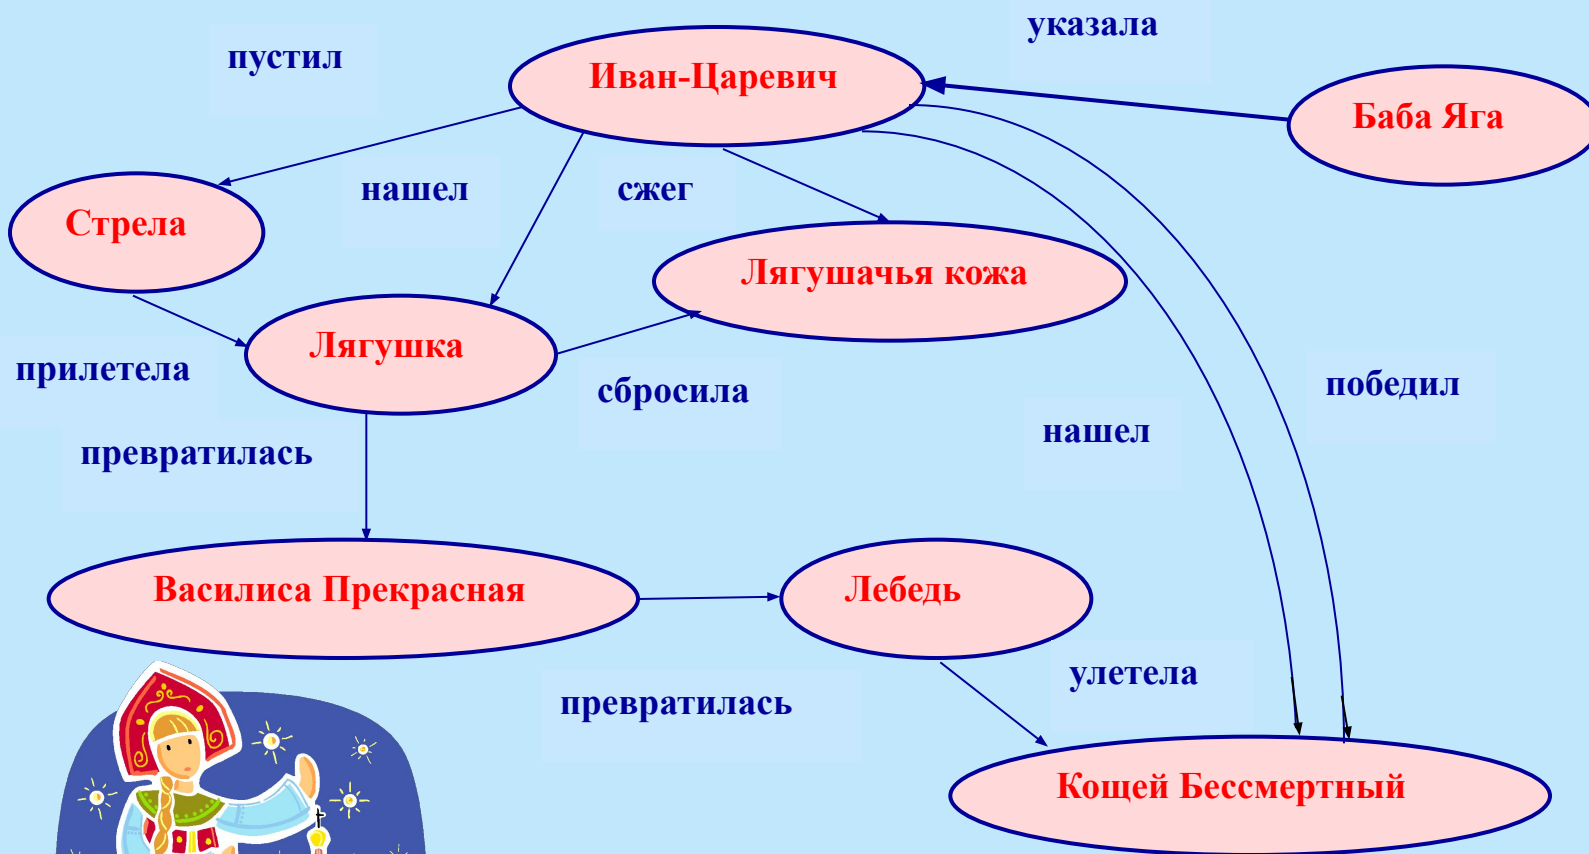 указала
пустил
Иван-Царевич
Баба Яга
нашел
сжег
Стрела
Лягушачья кожа
Лягушка
прилетела
сбросила
победил
нашел
превратилась
Василиса Прекрасная
Лебедь
улетела
превратилась
Кощей Бессмертный